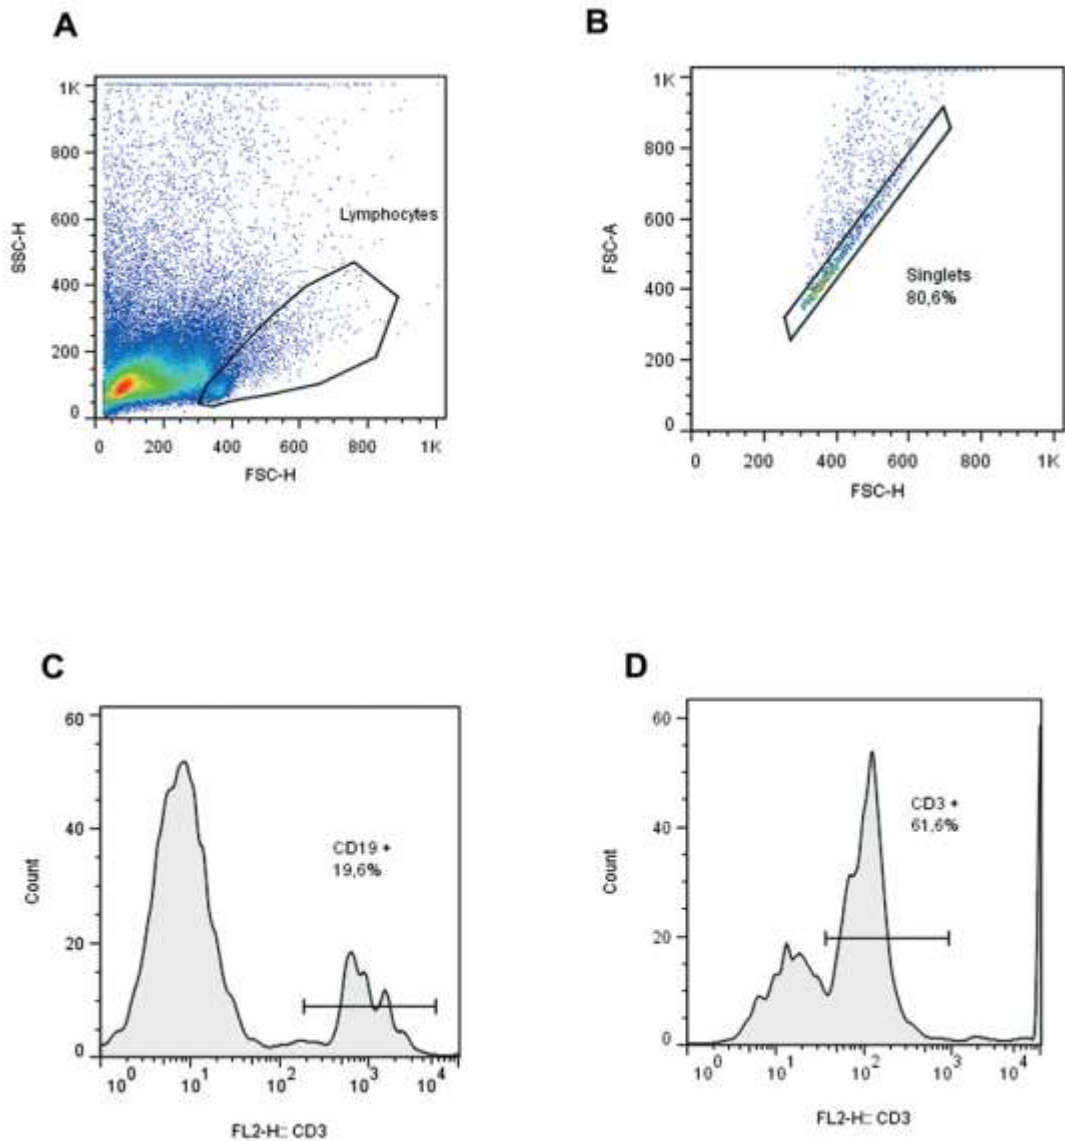 A
1K
800
600
400
200
0
SSC-H
Lymphocytes
0 200 400 600 800 1K
FSC-H
B
1K
800
600
400
200
0
FSC-A
Singlets
80,6%
0 200 400 600 800 1K
FSC-H
C
60
40
20
0
Count
CD19 +
19,6%
10^0 10^1 10^2 10^3 10^4
FL2-H:: CD3
D
60
40
20
0
Count
CD3 +
61,6%
10^0 10^1 10^2 10^3 10^4
FL2-H:: CD3